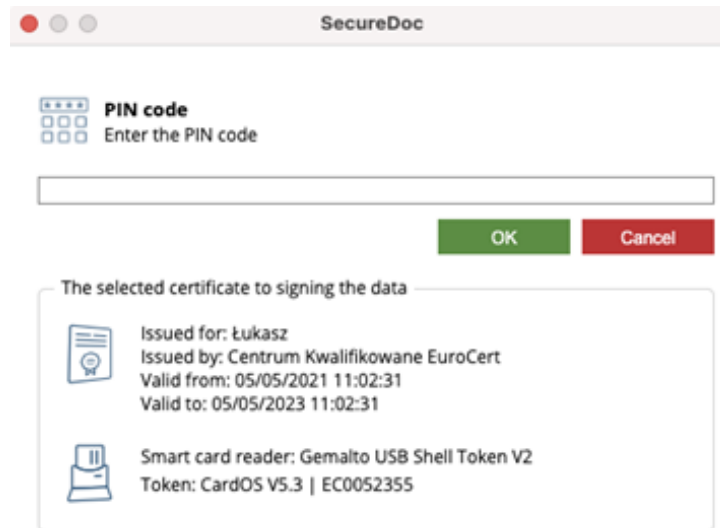 SecureDoc
PIN code
Enter the PIN code
OK
Cancel
The selected certificate to signing the data
Issued for: Łukasz
Issued by: Centrum Kwalifikowane EuroCert
Valid from: 05/05/2021 11:02:31
Valid to: 05/05/2023 11:02:31
Smart card reader: Gemalto USB Shell Token V2
Token: CardOS V5.3 | EC0052355